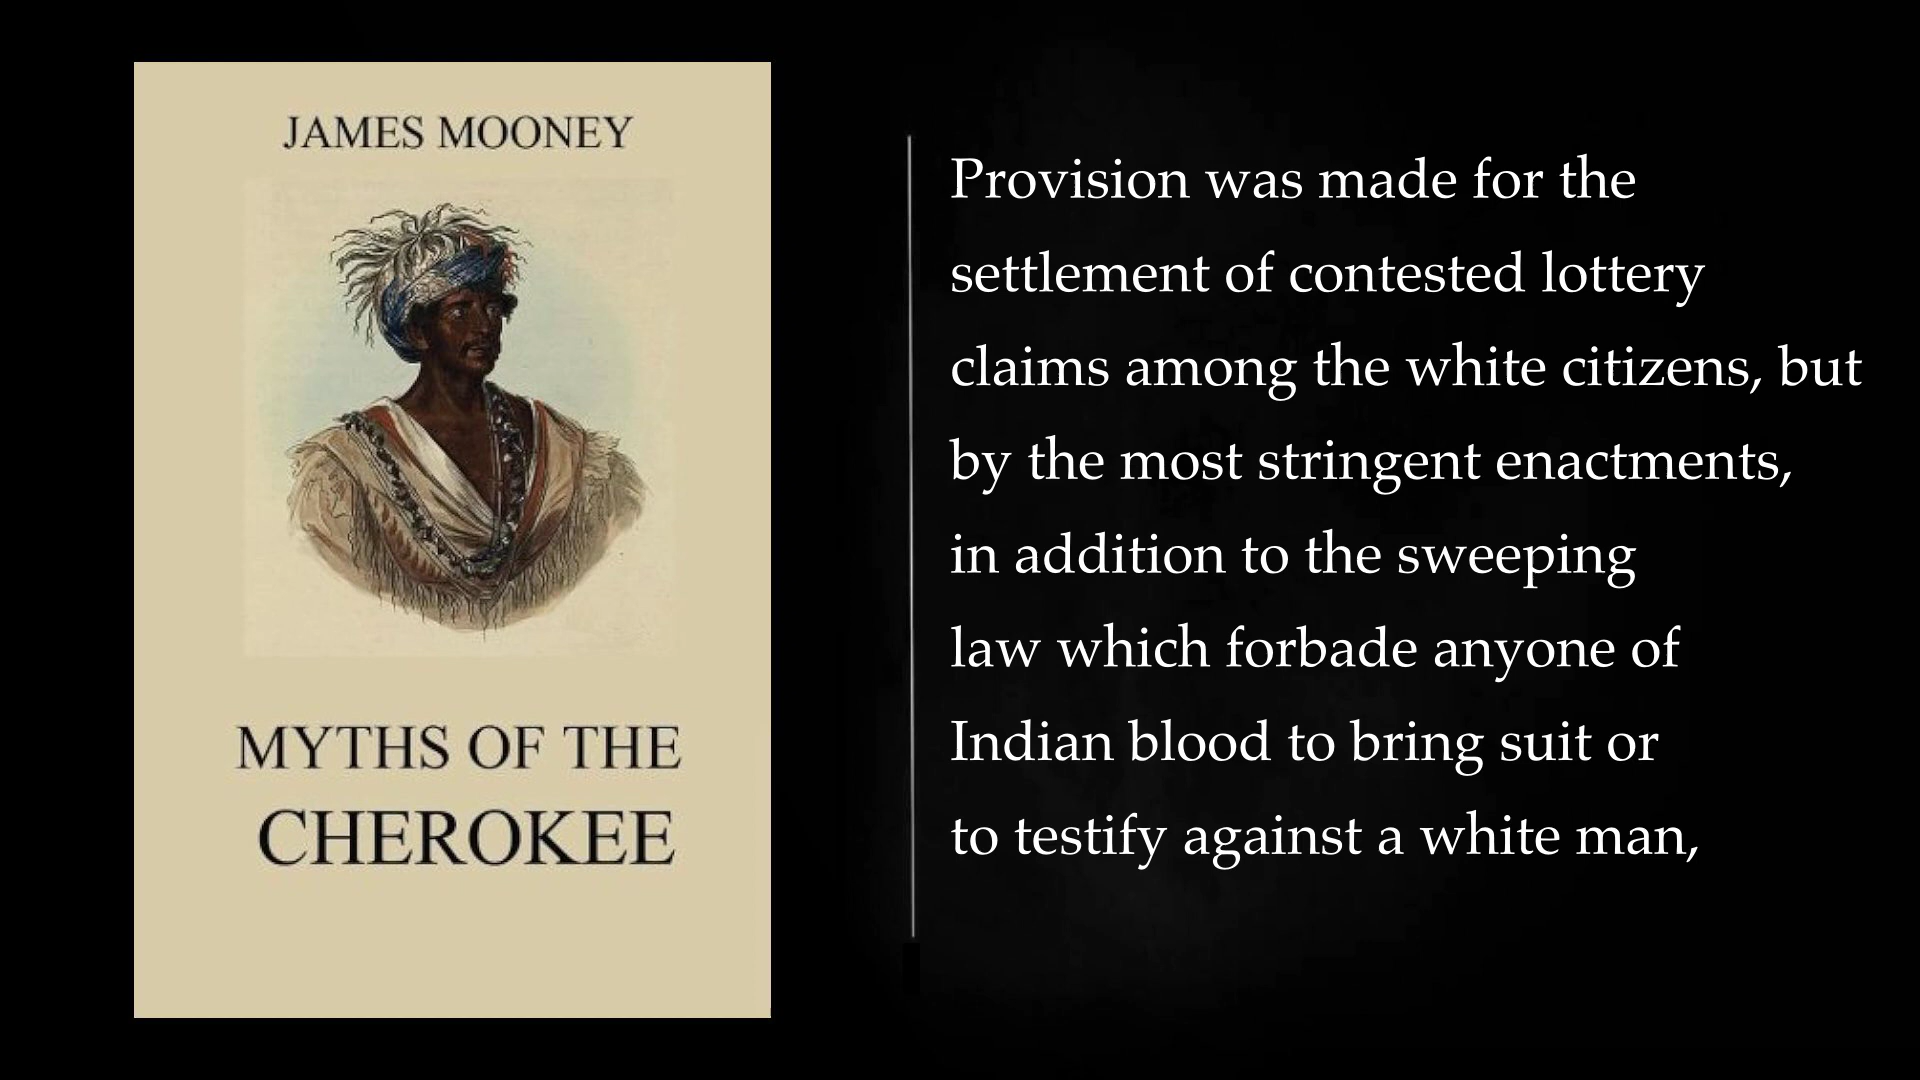 JAMES MOONEY
MYTHS OF THE
CHEROKEE
Provision was made for the
settlement of contested lottery
claims among the white citizens, but
by the most stringent enactments,
in addition to the sweeping
law which forbade anyone of
Indian blood to bring suit or
to testify against a white man,